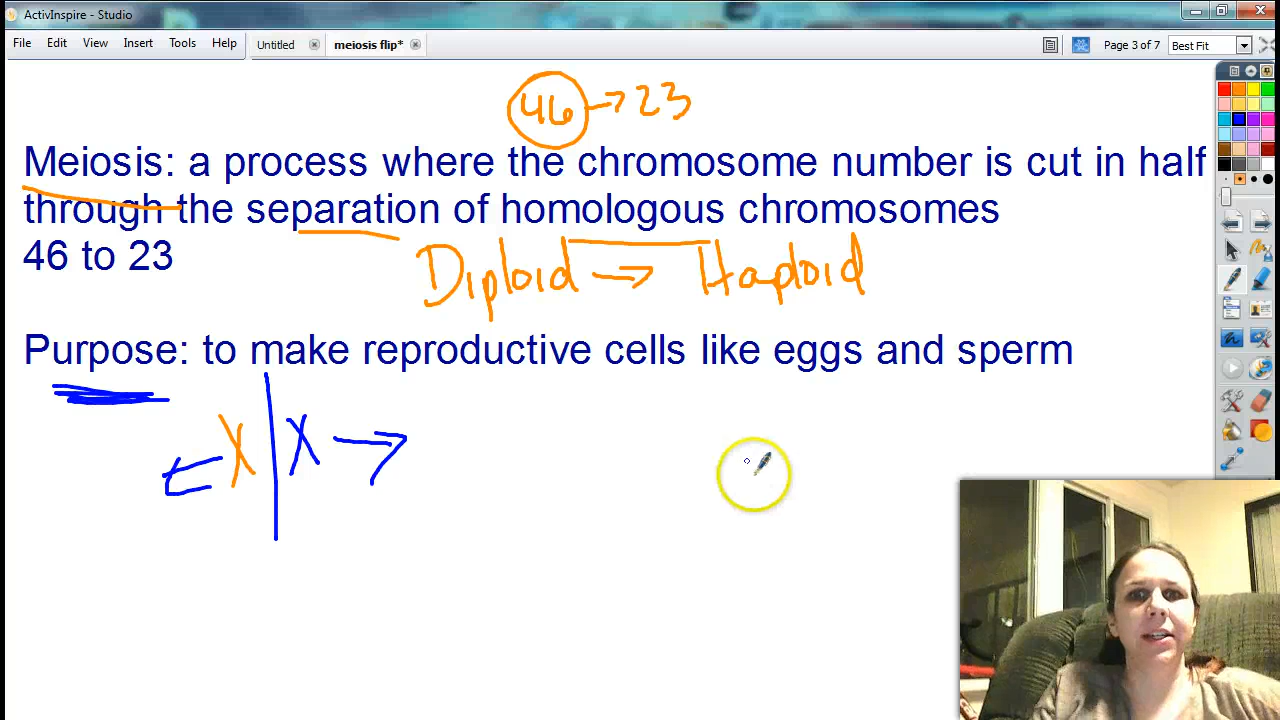 ActivInspire - Studio
File Edit View Insert Tools Help Untitled meiosis flip* Page 3 of 7 Best Fit
46 → 23
Meiosis: a process where the chromosome number is cut in half
through the separation of homologous chromosomes
46 to 23
Diploid → Haploid
Purpose: to make reproductive cells like eggs and sperm
X X →